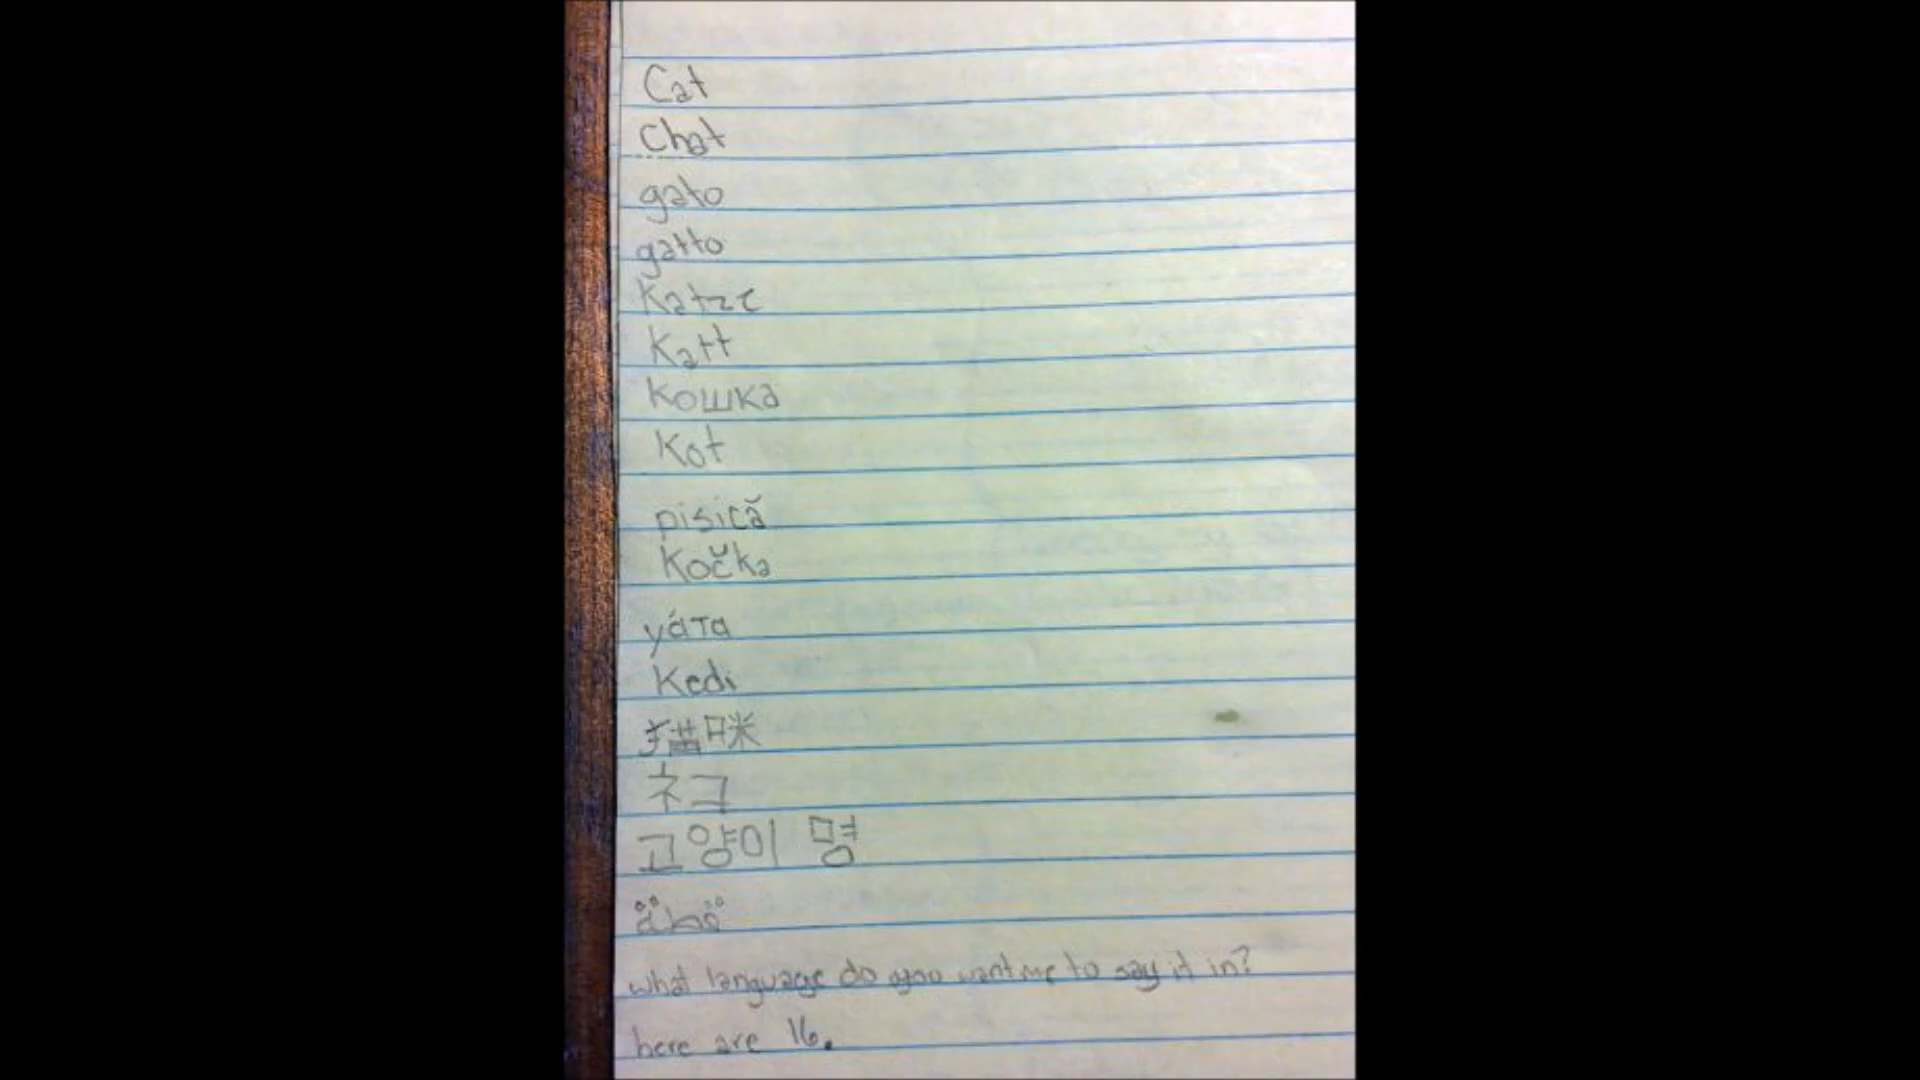 Cat
Chat
gato
gatto
Katze
Katt
кошка
Kot
pisică
Kočka
γάτα
Kedi
猫咪
ネコ
고양이 명
what language do you want me to say it in?
here are 16.